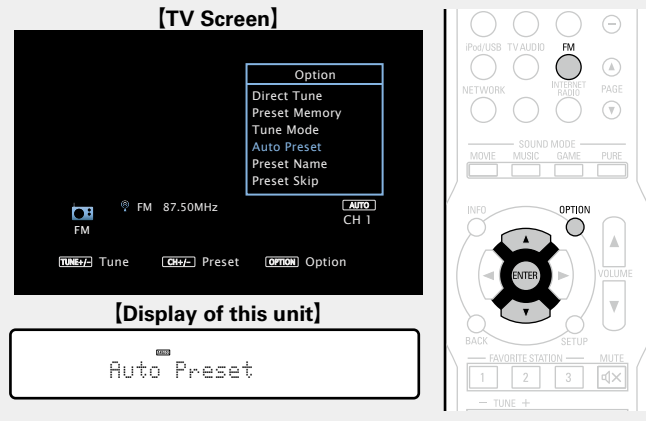 【TV Screen】
Option
Direct Tune
Preset Memory
Tune Mode
Auto Preset
Preset Name
Preset Skip
FM 87.50MHz
AUTO
CH 1
FM
TUNE+/- Tune
CH+/- Preset
OPTION Option
【Display of this unit】
Auto Preset
iPod/USB TV AUDIO FM
NETWORK INTERNET RADIO PAGE
SOUND MODE
MOVIE MUSIC GAME PURE
INFO OPTION
ENTER
VOLUME
BACK SETUP
FAVORITE STATION MUTE
1 2 3
− TUNE +